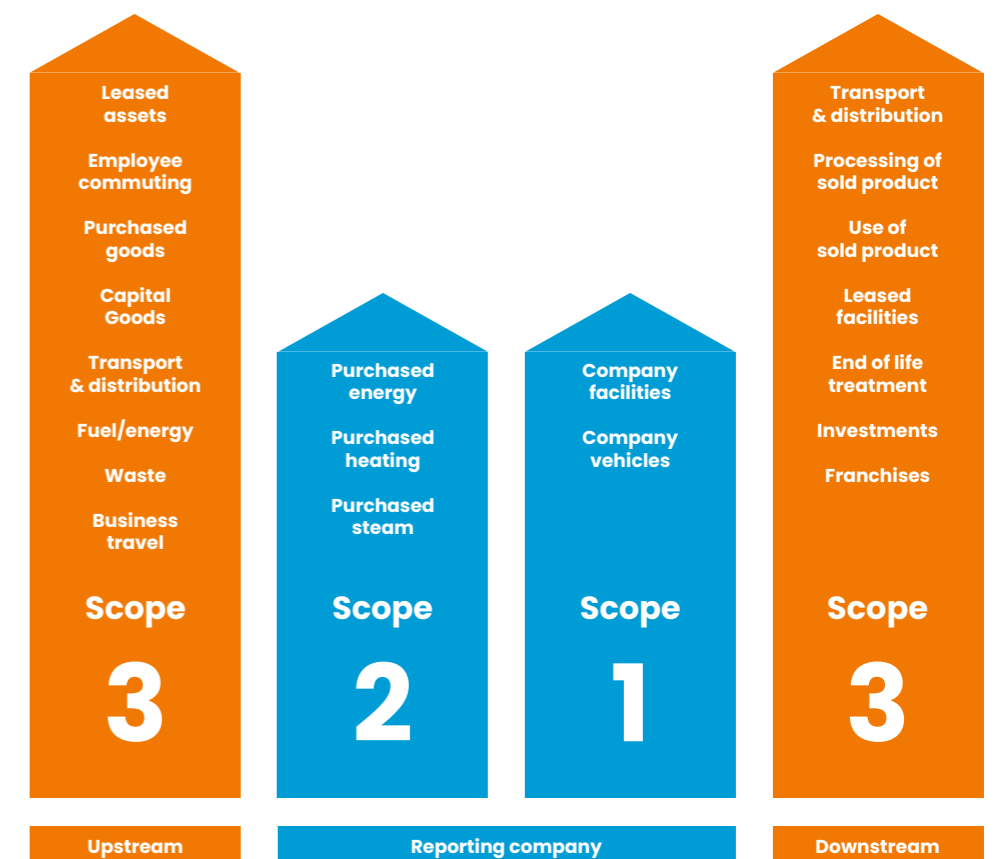 Leased
assets
Employee
commuting
Purchased
goods
Capital
Goods
Transport
& distribution
Fuel/energy
Waste
Business
travel
Scope
3
Upstream
Purchased
energy
Purchased
heating
Purchased
steam
Scope
2
Company
facilities
Company
vehicles
Scope
1
Reporting company
Transport
& distribution
Processing of
sold product
Use of
sold product
Leased
facilities
End of life
treatment
Investments
Franchises
Scope
3
Downstream